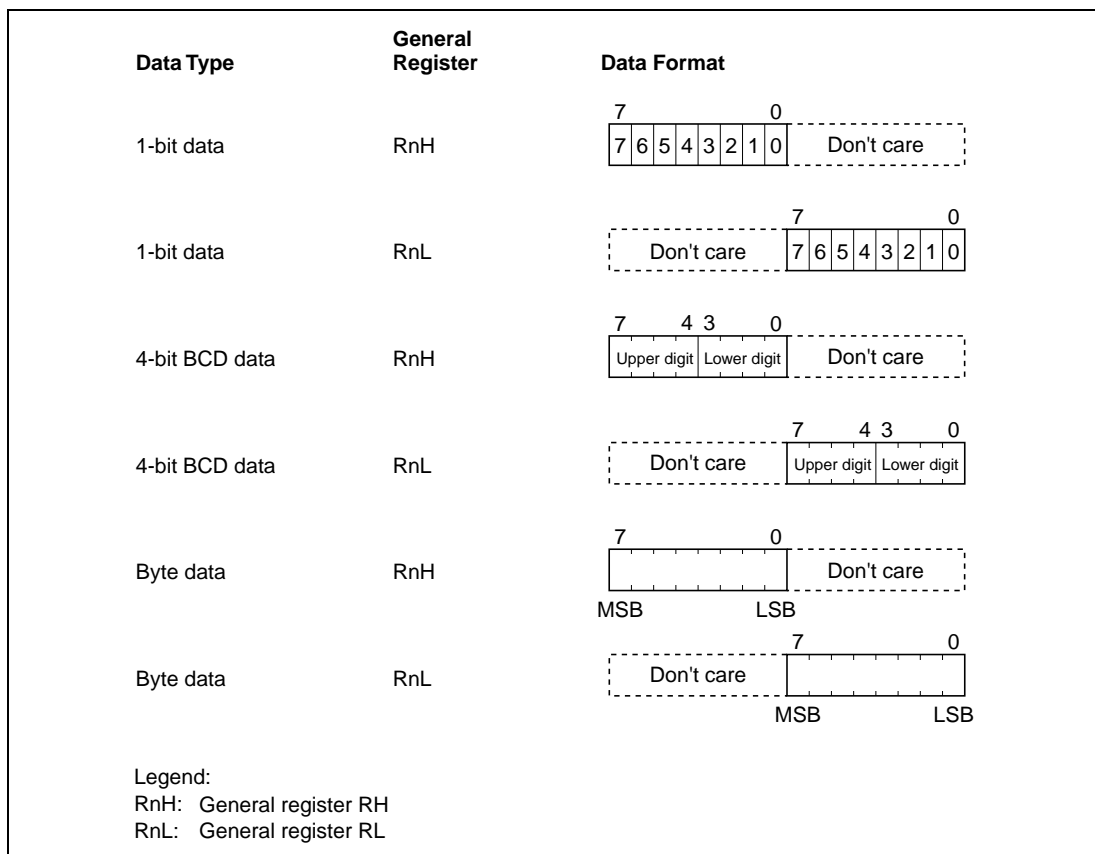 Data Type General Register Data Format
7 0
1-bit data RnH 7 6 5 4 3 2 1 0 Don't care
7 0
1-bit data RnL Don't care 7 6 5 4 3 2 1 0
7 4 3 0
4-bit BCD data RnH Upper digit Lower digit Don't care
7 4 3 0
4-bit BCD data RnL Don't care Upper digit Lower digit
7 0
Byte data RnH Don't care
MSB LSB
7 0
Byte data RnL Don't care
MSB LSB
Legend:
RnH: General register RH
RnL: General register RL